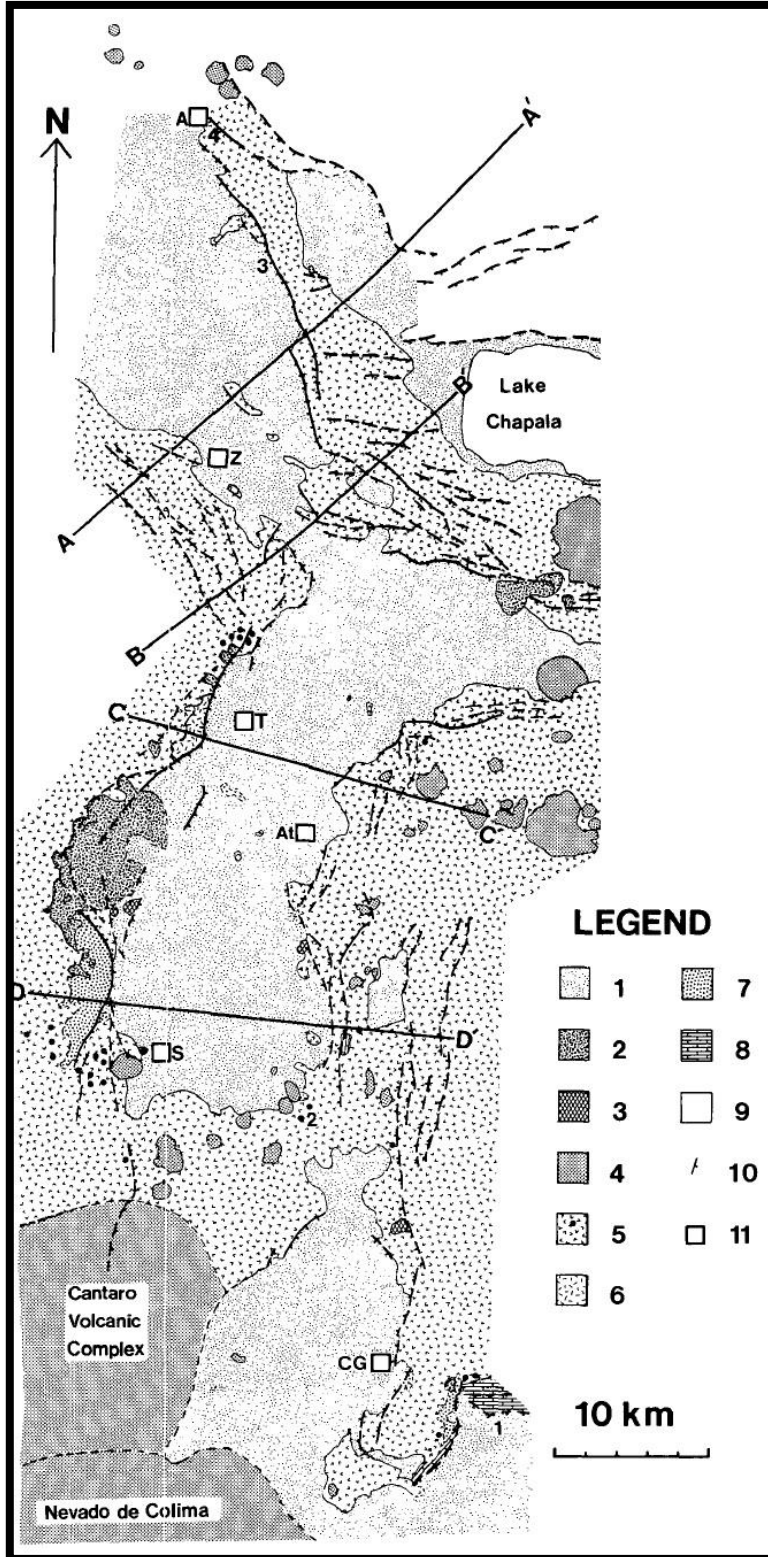 N
A
4
A'
3
Lake
Chapala
B'
Z
A
B
C
T
At
C'
LEGEND
1 7
2 8
3 9
4 10
5 11
6
D
D'
S
2
Cantaro
Volcanic
Complex
CG
1
10 km
Nevado de Colima